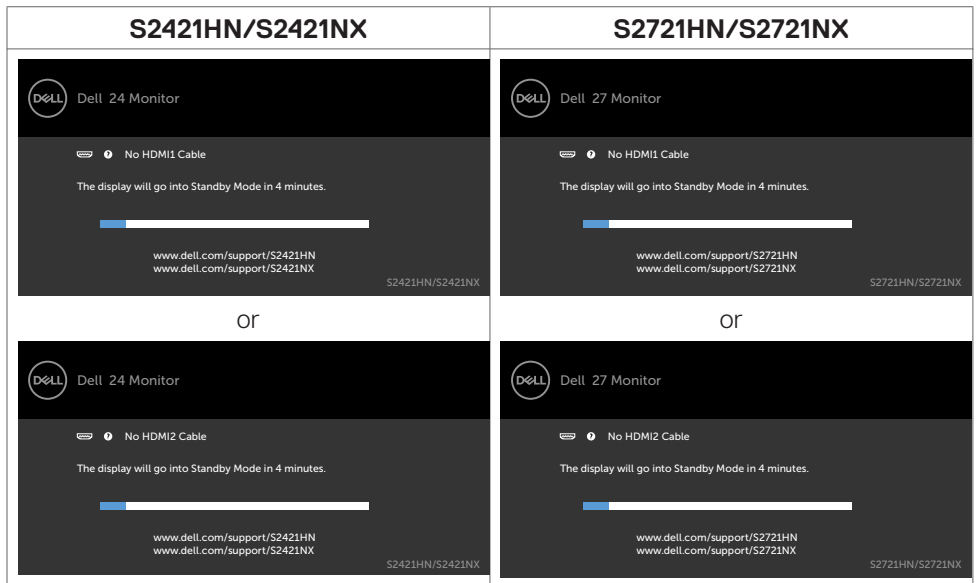 S2421HN/S2421NX
S2721HN/S2721NX
DELL Dell 24 Monitor
No HDMI1 Cable
The display will go into Standby Mode in 4 minutes.
www.dell.com/support/S2421HN
www.dell.com/support/S2421NX
S2421HN/S2421NX
DELL Dell 27 Monitor
No HDMI1 Cable
The display will go into Standby Mode in 4 minutes.
www.dell.com/support/S2721HN
www.dell.com/support/S2721NX
S2721HN/S2721NX
or
or
DELL Dell 24 Monitor
? No HDMI2 Cable
The display will go into Standby Mode in 4 minutes.
www.dell.com/support/S2421HN
www.dell.com/support/S2421NX
S2421HN/S2421NX
DELL Dell 27 Monitor
? No HDMI2 Cable
The display will go into Standby Mode in 4 minutes.
www.dell.com/support/S2721HN
www.dell.com/support/S2721NX
S2721HN/S2721NX